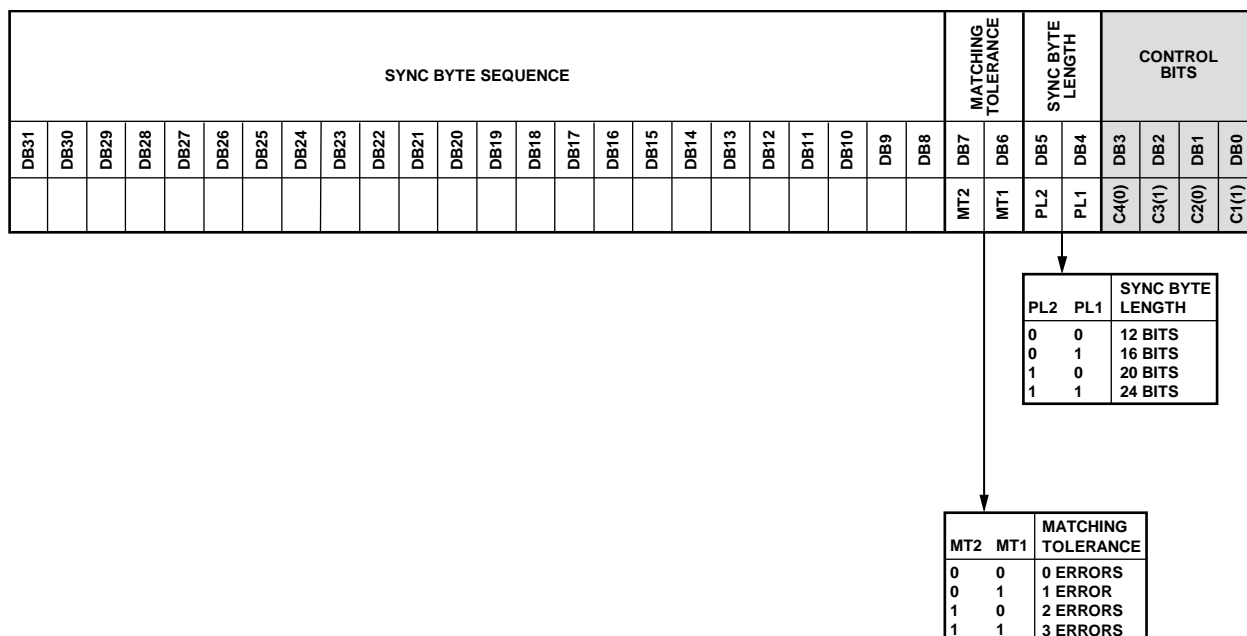 SYNC BYTE SEQUENCE
MATCHING
TOLERANCE
SYNC BYTE
LENGTH
CONTROL
BITS
DB31 DB30 DB29 DB28 DB27 DB26 DB25 DB24 DB23 DB22 DB21 DB20 DB19 DB18 DB17 DB16 DB15 DB14 DB13 DB12 DB11 DB10 DB9 DB8 DB7 DB6 DB5 DB4 DB3 DB2 DB1 DB0
MT2 MT1 PL2 PL1 C4(0) C3(1) C2(0) C1(1)
PL2 PL1 SYNC BYTE
LENGTH
0 0 12 BITS
0 1 16 BITS
1 0 20 BITS
1 1 24 BITS
MT2 MT1 MATCHING
TOLERANCE
0 0 0 ERRORS
0 1 1 ERROR
1 0 2 ERRORS
1 1 3 ERRORS